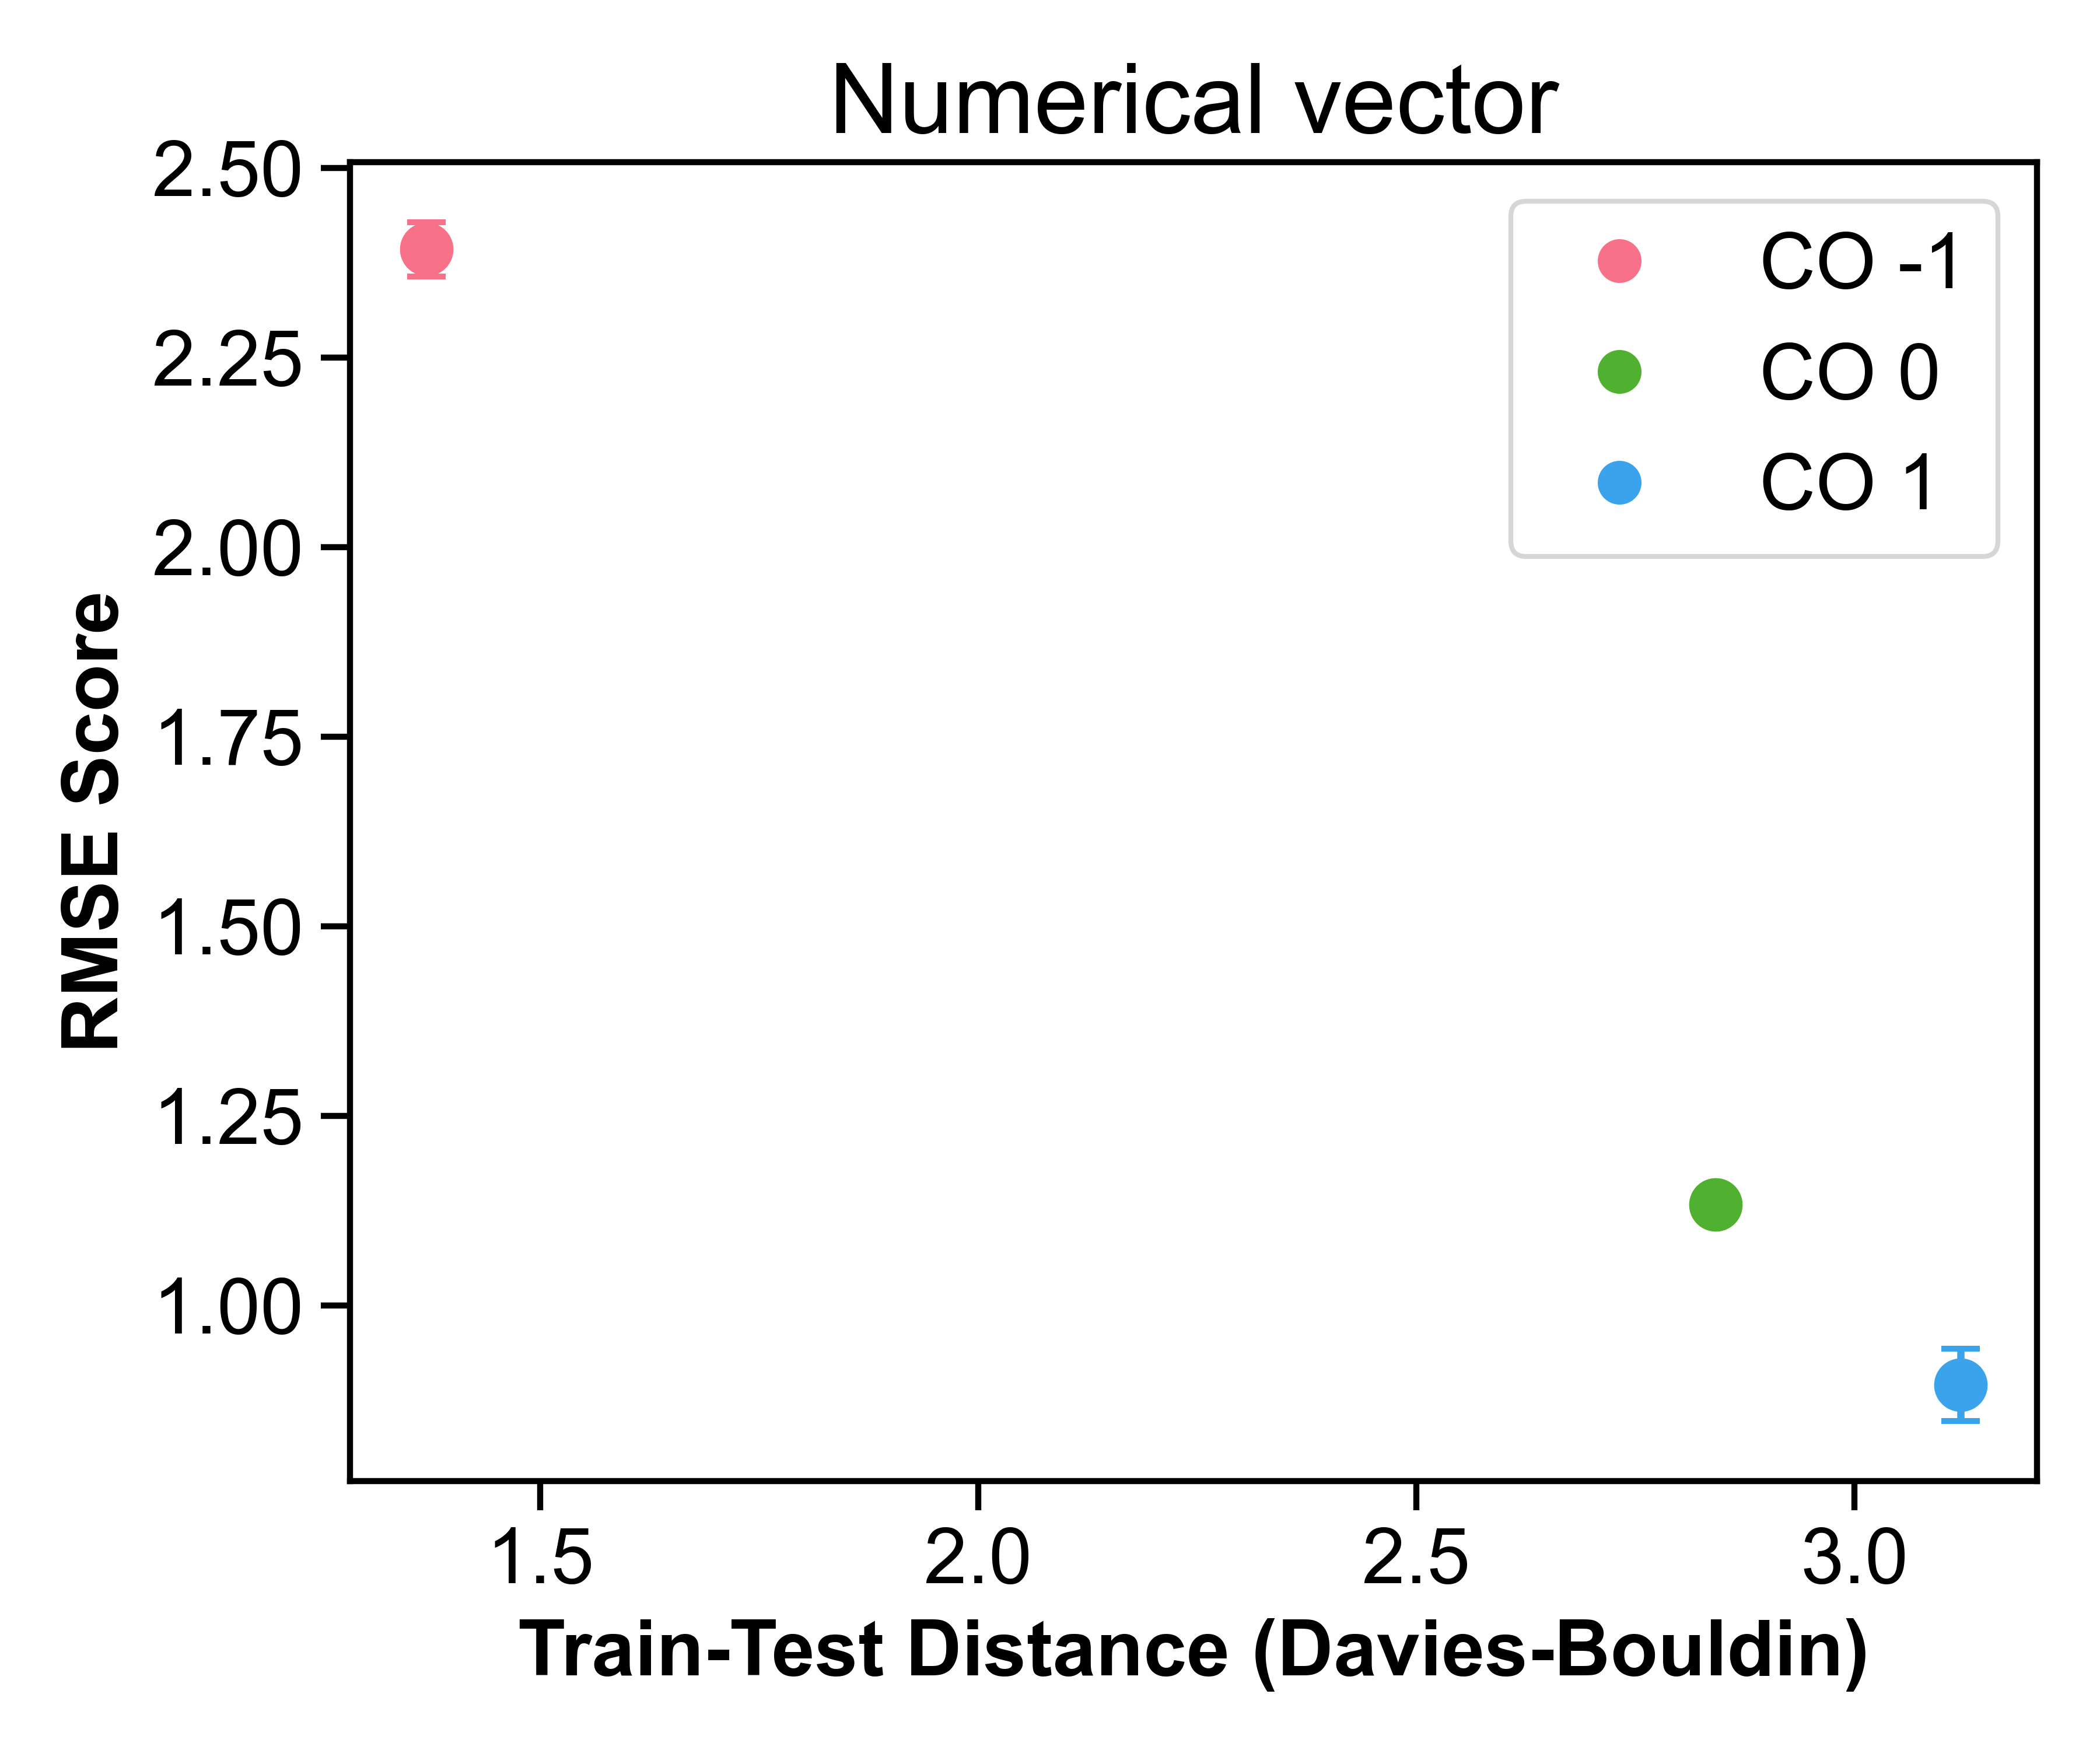 Numerical vector
2.50
2.25
2.00
1.75
1.50
1.25
1.00
RMSE Score
CO -1
CO 0
CO 1
1.5 2.0 2.5 3.0
Train-Test Distance (Davies-Bouldin)